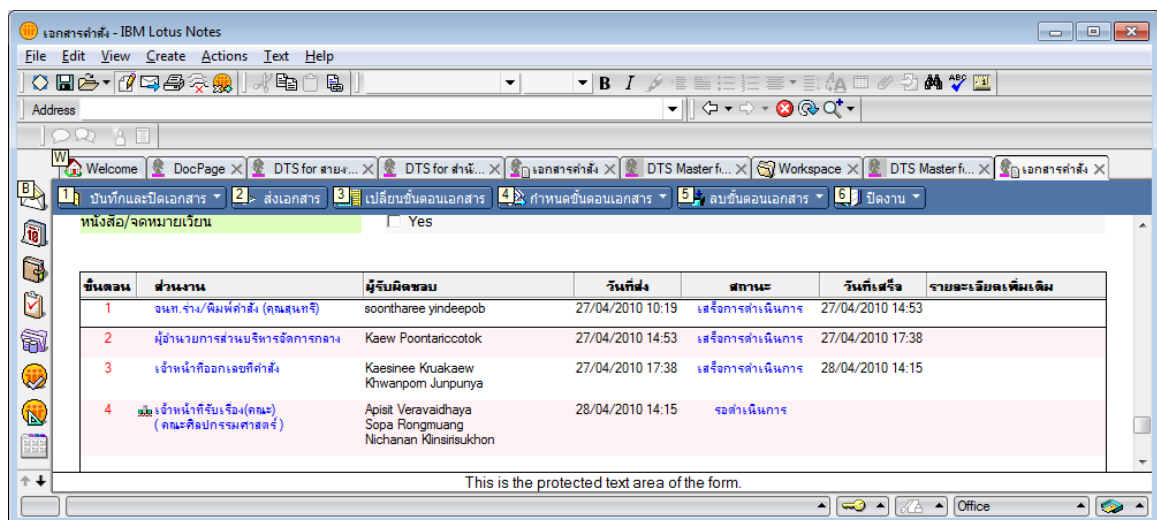 เอกสารคำสั่ง - IBM Lotus Notes
File Edit View Create Actions Text Help
B I
Address
W Welcome DocPage DTS for สายง... DTS for สำนั... เอกสารคำสั่ง DTS Master fi... Workspace DTS Master fi... เอกสารคำสั่ง
B 1 บันทึกและปิดเอกสาร 2 ส่งเอกสาร 3 เปลี่ยนขั้นตอนเอกสาร 4 กำหนดขั้นตอนเอกสาร 5 ลบขั้นตอนเอกสาร 6 ปิดงาน
หนังสือ/จดหมายเวียน Yes
ขั้นตอน ส่วนงาน ผู้รับผิดชอบ วันที่ส่ง สถานะ วันที่เสร็จ รายละเอียดเพิ่มเติม
1 จนท.ร่าง/พิมพ์คำสั่ง (คุณสุนทรี) soontharee yindeepob 27/04/2010 10:19 เสร็จการดำเนินการ 27/04/2010 14:53
2 ผู้อำนวยการส่วนบริหารจัดการกลาง Kaew Poontariccotok 27/04/2010 14:53 เสร็จการดำเนินการ 27/04/2010 17:38
3 เจ้าหน้าที่ออกเลขที่คำสั่ง Kaesinee Kruakaew 27/04/2010 17:38 เสร็จการดำเนินการ 28/04/2010 14:15
Khwanporn Junpunya
4 เจ้าหน้าที่รับเรื่อง(คณะ) Apisit Veravaidhaya 28/04/2010 14:15 รอดำเนินการ
(คณะศิลปกรรมศาสตร์) Sopa Rongmuang
Nichanan Klinsirisukhon
This is the protected text area of the form.
Office